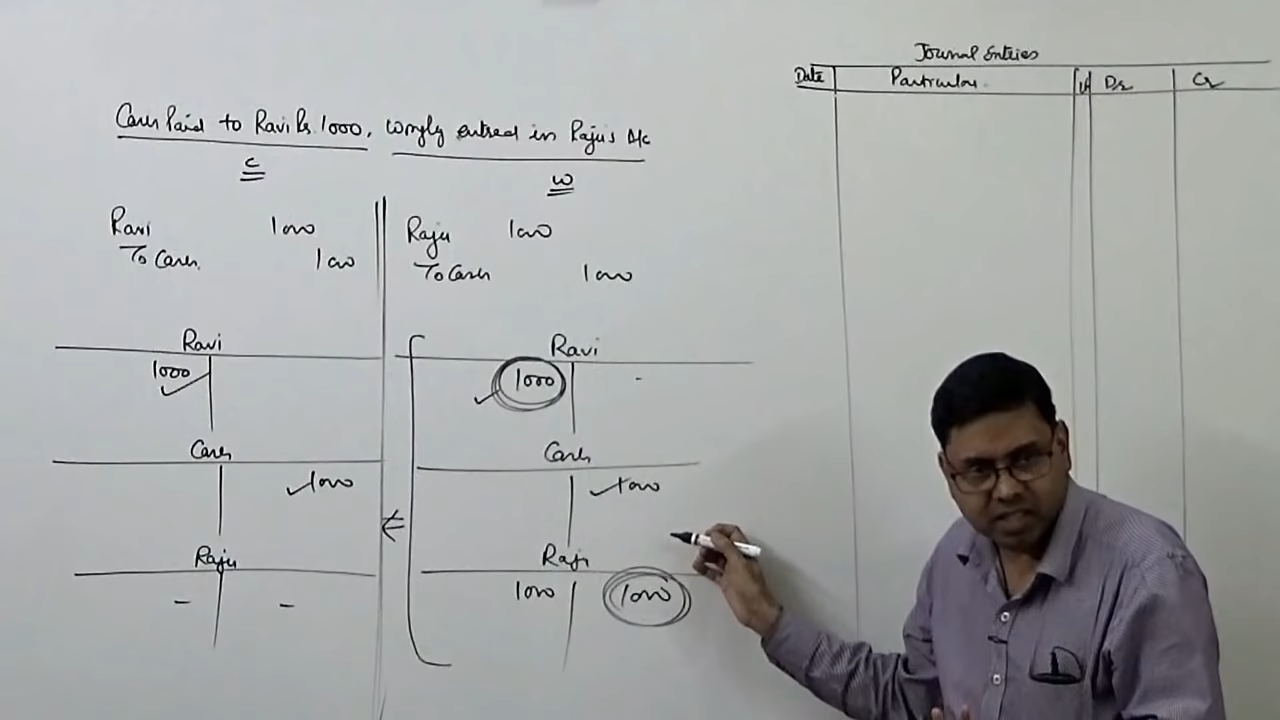 Journal Entries
Date Particulars Lf Dr Cr
Cash Paid to Ravi Rs.1000, wrongly entered in Raju's A/c
C
W
Ravi 1000
To Cash 1000
Raju 1000
To Cash 1000
Ravi
1000
Cash
1000
Raju
- -
Ravi
1000 -
Cash
1000
Raju
1000 1000